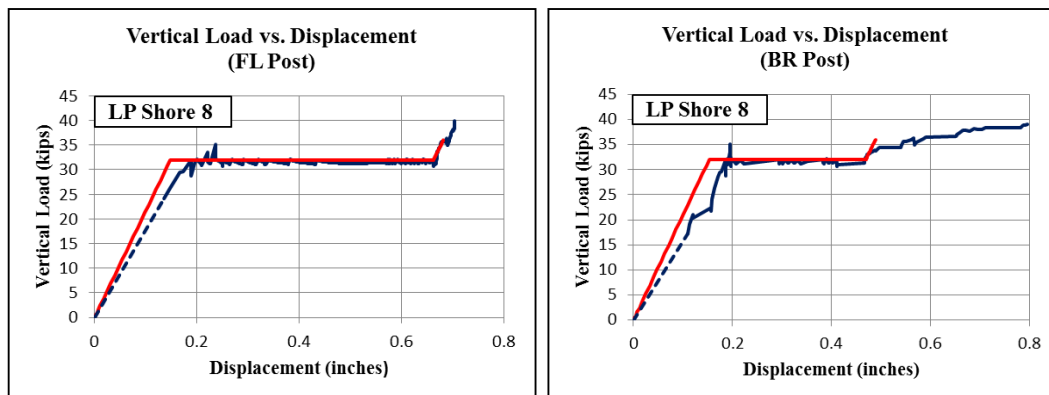 Vertical Load vs. Displacement
(FL Post)
LP Shore 8
Vertical Load (kips)
45
40
35
30
25
20
15
10
5
0
0 0.2 0.4 0.6 0.8
Displacement (inches)
Vertical Load vs. Displacement
(BR Post)
LP Shore 8
Vertical Load (kips)
45
40
35
30
25
20
15
10
5
0
0 0.2 0.4 0.6 0.8
Displacement (inches)